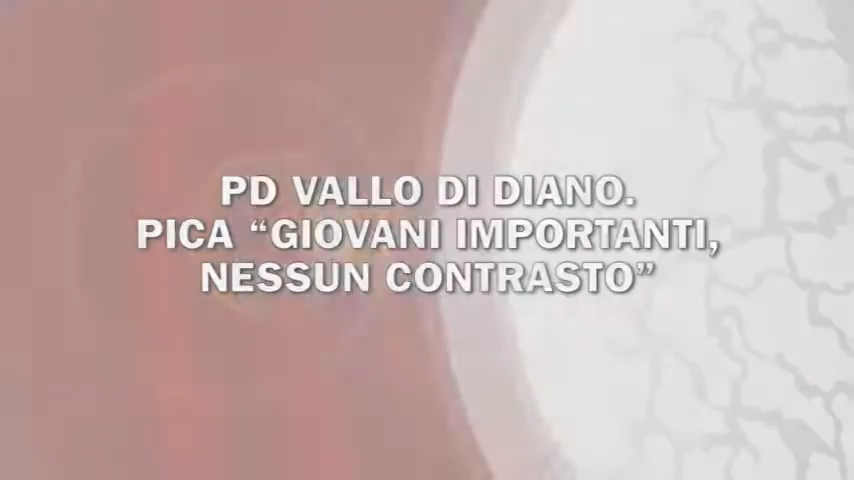 PD VALLO DI DIANO.
PICA “GIOVANI IMPORTANTI,
NESSUN CONTRASTO”